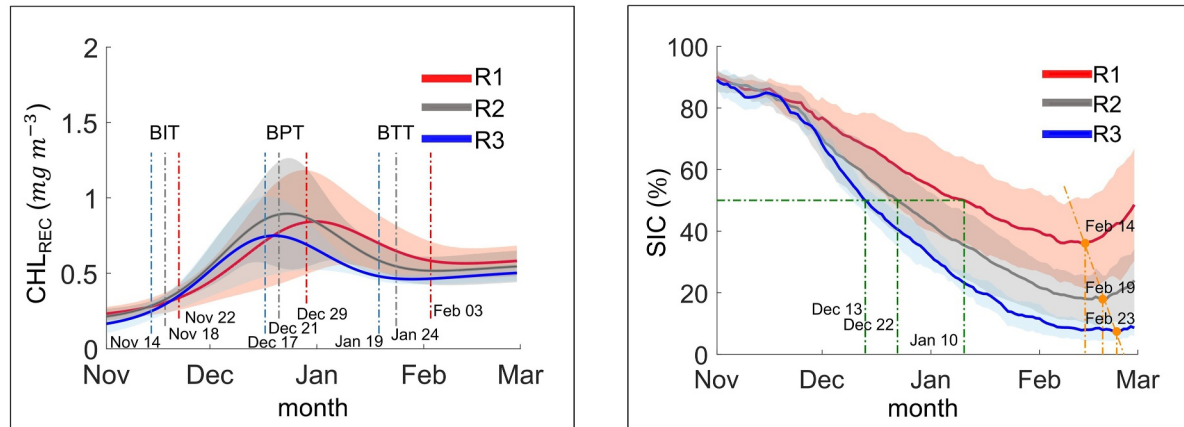 2
1.5
1
0.5
0
CHL_REC (mg m⁻³)
R1
R2
R3
BIT
BPT
BTT
Nov 14
Nov 18
Nov 22
Dec 17
Dec 21
Dec 29
Jan 19
Jan 24
Feb 03
Nov Dec Jan Feb Mar
month
100
80
60
40
20
0
SIC (%)
R1
R2
R3
Dec 13
Dec 22
Jan 10
Feb 14
Feb 19
Feb 23
Nov Dec Jan Feb Mar
month